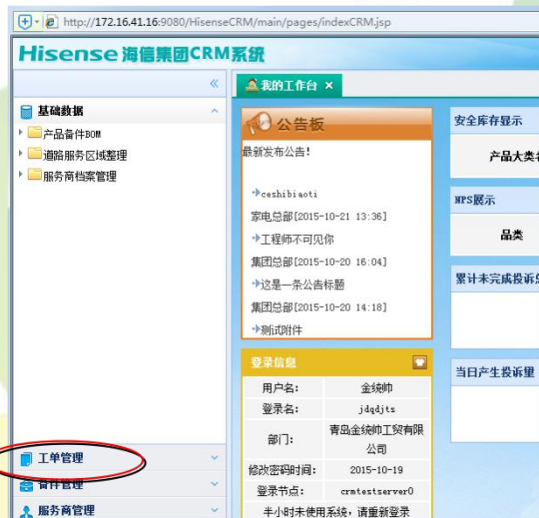 http://172.16.41.16:9080/HisenseCRM/main/pages/indexCRM.jsp
Hisense 海信集团CRM系统
基础数据
产品备件BOM
道路服务区域整理
服务商档案管理
工单管理
备件管理
服务商管理
我的工作台 ×
公告板
最新发布公告!
ceshibiaoti
家电总部[2015-10-21 13:36]
工程师不可见你
集团总部[2015-10-20 16:04]
这是一条公告标题
集团总部[2015-10-20 14:18]
测试附件
登录信息
用户名: 金统帅
登录名: jdqdjts
部门: 青岛金统帅工贸有限公司
修改密码时间: 2015-10-19
登录节点: crmtestserver0
半小时未使用系统,请重新登录
安全库存显示
产品大类名
NPS展示
品类
累计未完成投诉总
当日产生投诉量